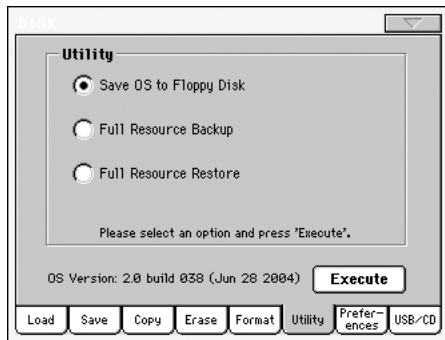 DISK
Utility
Save OS to Floppy Disk
Full Resource Backup
Full Resource Restore
Please select an option and press 'Execute'.
OS Version: 2.0 build 038 (Jun 28 2004)
Execute
Load
Save
Copy
Erase
Format
Utility
Prefer-
ences
USB/CD